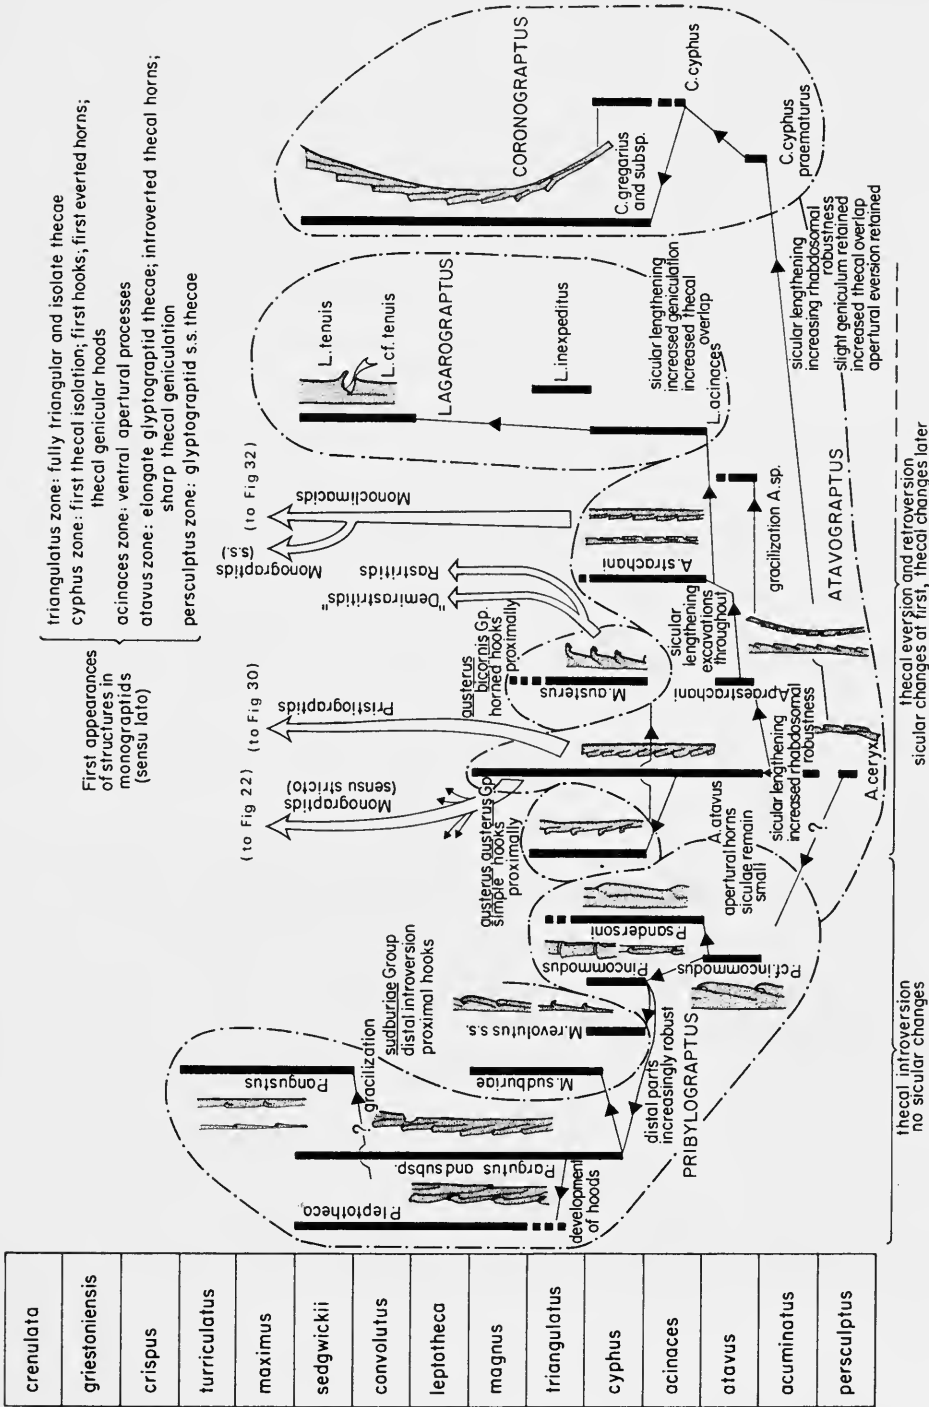 crenulata
griestoniensis
crispus
turriculatus
maximus
sedgwickii
convolutus
leptotheca
magnus
triangulatus
cyphus
acinaces
atavus
acuminatus
persculptus
First appearances
of structures in
monograptids
(sensu lato)
triangulatus zone: fully triangular and isolate thecae
cyphus zone: first thecal isolation; first hooks; first everted horns;
thecal genicular hoods
acinaces zone: ventral apertural processes
atavus zone: elongate glyptograptid thecae; introverted thecal horns;
sharp thecal geniculation
persculptus zone: glyptograptid s.s. thecae
(to Fig 22)
Monograptids
(sensu stricto)
(to Fig 30)
Pristiograptids
"Demirastritids"
Rastritids
Monograptids
(s.s.)
(to Fig 32)
Monoclimacids
P.leptotheca
development
of hoods
P.argutus and subsp.
P.angustus
?
gracilization
sudburiae Group
distal introversion
proximal hooks
M.sudburiae
M.revolutus s.s.
distal parts
increasingly robust
PRIBYLOGRAPTUS
P.incommodus
P.sandersoni
P.cf.incommodus
austerus austerus Gp.
simple hooks
proximally
A.atavus
apertural horns
siculae remain
small
?
A.ceryx
sicular lengthening
increased rhabdosomal
robustness
austerus
bicornis Gp.
horned hooks
proximally
M.austerus
A.proestrachani
sicular
lengthening
excavations
throughout
A.strachani
gracilization A.sp.
ATAVOGRAPTUS
LAGAROGRAPTUS
L.tenuis
L.cf.tenuis
L.inexpeditus
L.acinaces
sicular lengthening
increased geniculation
increased thecal
overlap
CORONOGRAPTUS
C.gregarius
and subsp.
C.cyphus
C.cyphus
praematurus
sicular lengthening
increasing rhabdosomal
robustness
slight geniculum retained
increased thecal overlap
apertural eversion retained
thecal introversion
no sicular changes
thecal eversion and retroversion
sicular changes at first, thecal changes later